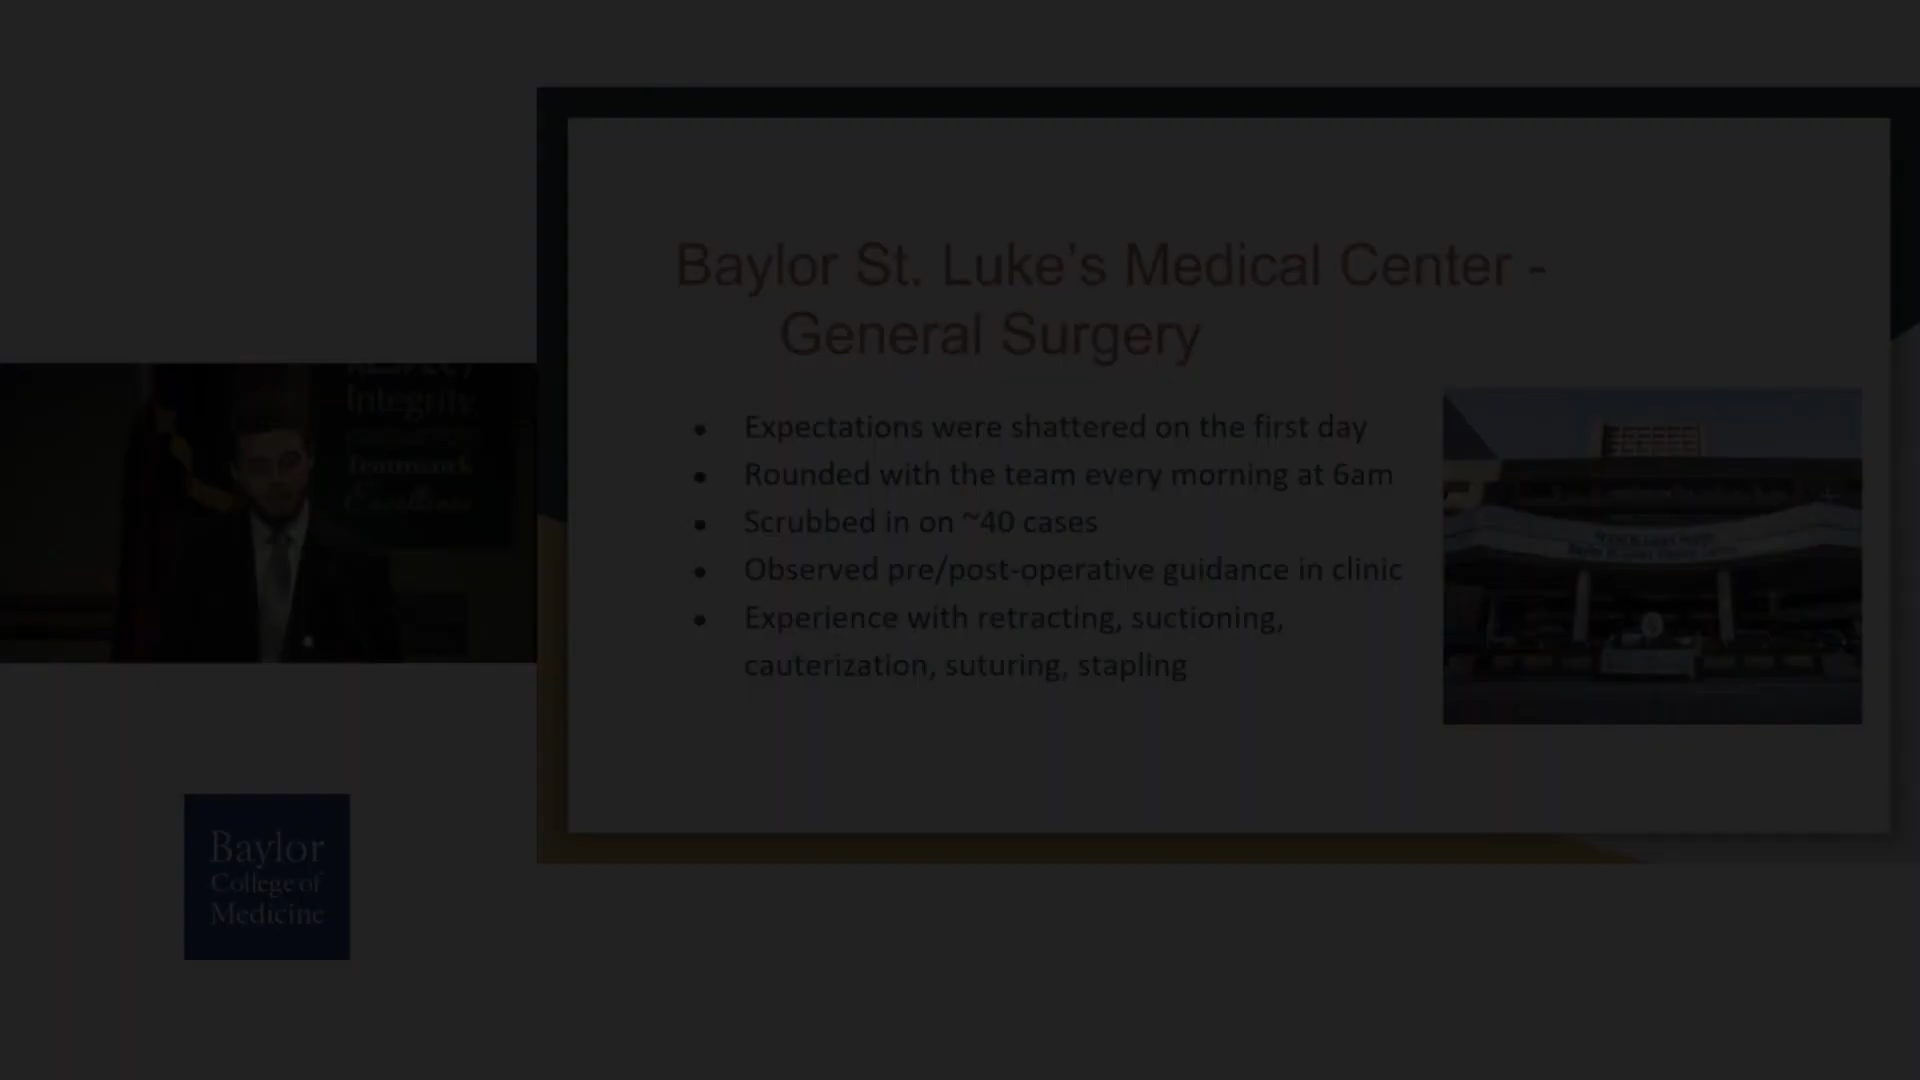 Baylor St. Luke's Medical Center -
General Surgery
Integrity
Teamwork
Excellence
• Expectations were shattered on the first day
• Rounded with the team every morning at 6am
• Scrubbed in on ~40 cases
• Observed pre/post-operative guidance in clinic
• Experience with retracting, suctioning,
cauterization, suturing, stapling
Baylor
College of
Medicine